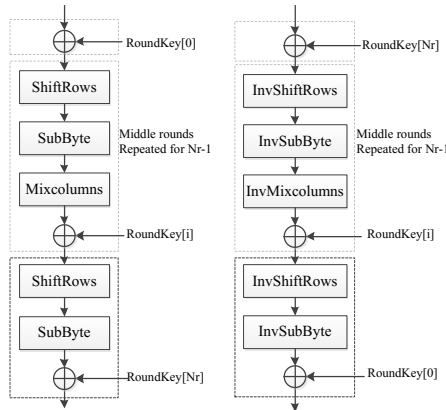 RoundKey[0]
ShiftRows
SubByte
Middle rounds
Repeated for Nr-1
Mixcolumns
RoundKey[i]
ShiftRows
SubByte
RoundKey[Nr]
RoundKey[Nr]
InvShiftRows
InvSubByte
Middle rounds
Repeated for Nr-1
InvMixcolumns
RoundKey[i]
InvShiftRows
InvSubByte
RoundKey[0]